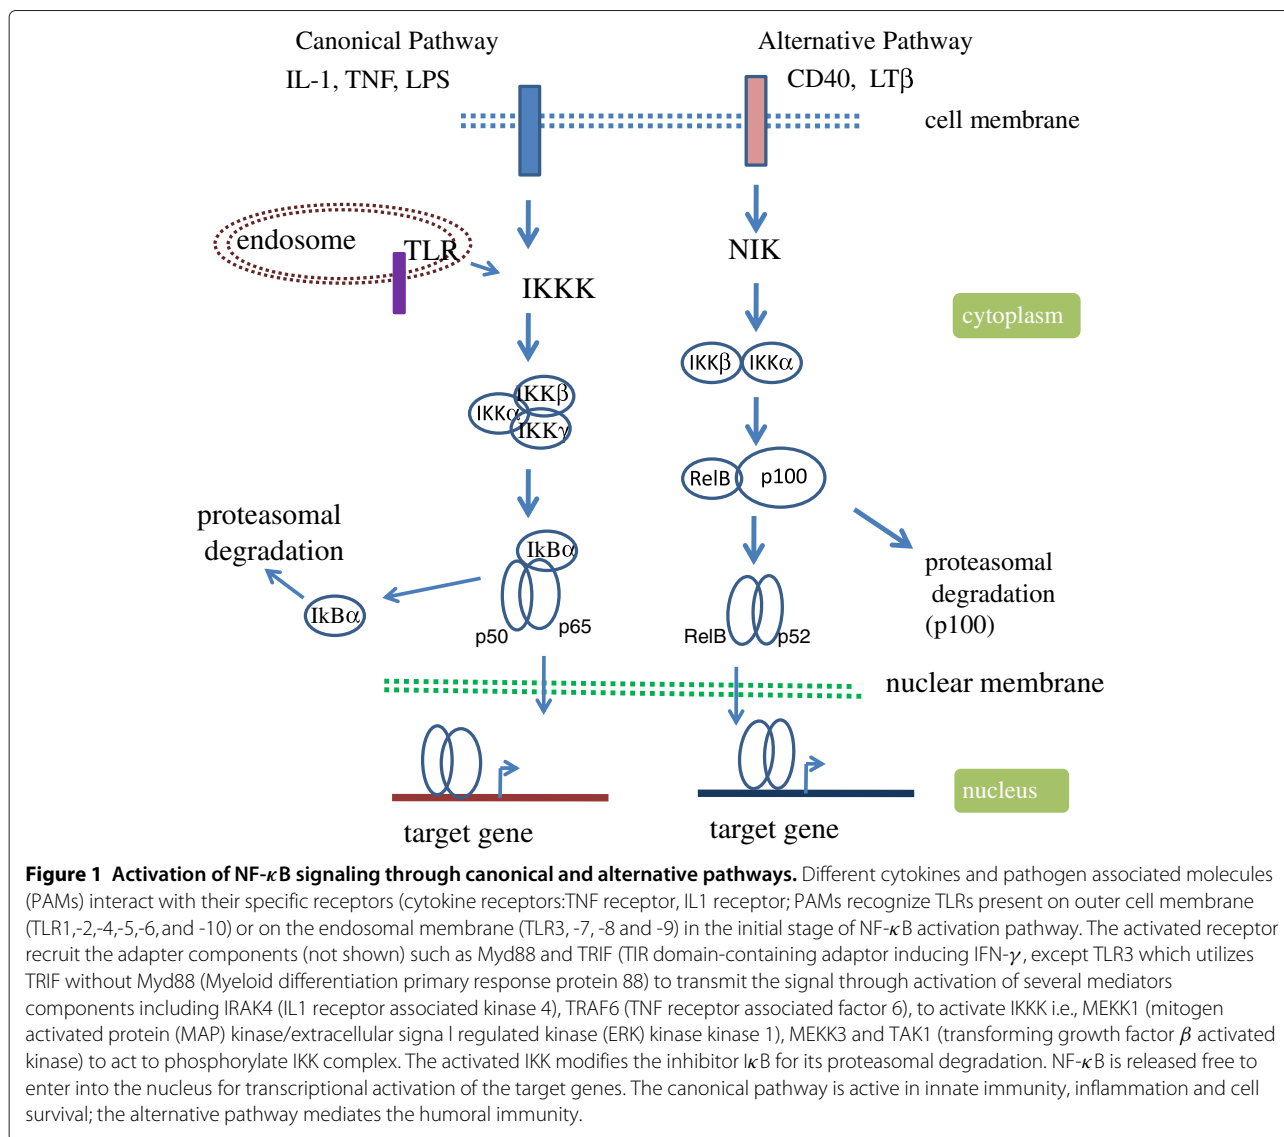 Canonical Pathway
IL-1, TNF, LPS
Alternative Pathway
CD40, LTβ
cell membrane
endosome
TLR
IKKK
NIK
cytoplasm
IKKβ
IKKα
IKKγ
IKKβ
IKKα
RelB
p100
proteasomal
degradation
IkBα
IkBα
p50
p65
RelB
p52
proteasomal
degradation
(p100)
nuclear membrane
nucleus
target gene
target gene
Figure 1 Activation of NF-κB signaling through canonical and alternative pathways. Different cytokines and pathogen associated molecules
(PAMs) interact with their specific receptors (cytokine receptors:TNF receptor, IL1 receptor; PAMs recognize TLRs present on outer cell membrane
(TLR1,-2,-4,-5,-6, and -10) or on the endosomal membrane (TLR3, -7, -8 and -9) in the initial stage of NF-κB activation pathway. The activated receptor
recruit the adapter components (not shown) such as Myd88 and TRIF (TIR domain-containing adaptor inducing IFN-γ, except TLR3 which utilizes
TRIF without Myd88 (Myeloid differentiation primary response protein 88) to transmit the signal through activation of several mediators
components including IRAK4 (IL1 receptor associated kinase 4), TRAF6 (TNF receptor associated factor 6), to activate IKKK i.e., MEKK1 (mitogen
activated protein (MAP) kinase/extracellular signa l regulated kinase (ERK) kinase kinase 1), MEKK3 and TAK1 (transforming growth factor β activated
kinase) to act to phosphorylate IKK complex. The activated IKK modifies the inhibitor IκB for its proteasomal degradation. NF-κB is released free to
enter into the nucleus for transcriptional activation of the target genes. The canonical pathway is active in innate immunity, inflammation and cell
survival; the alternative pathway mediates the humoral immunity.